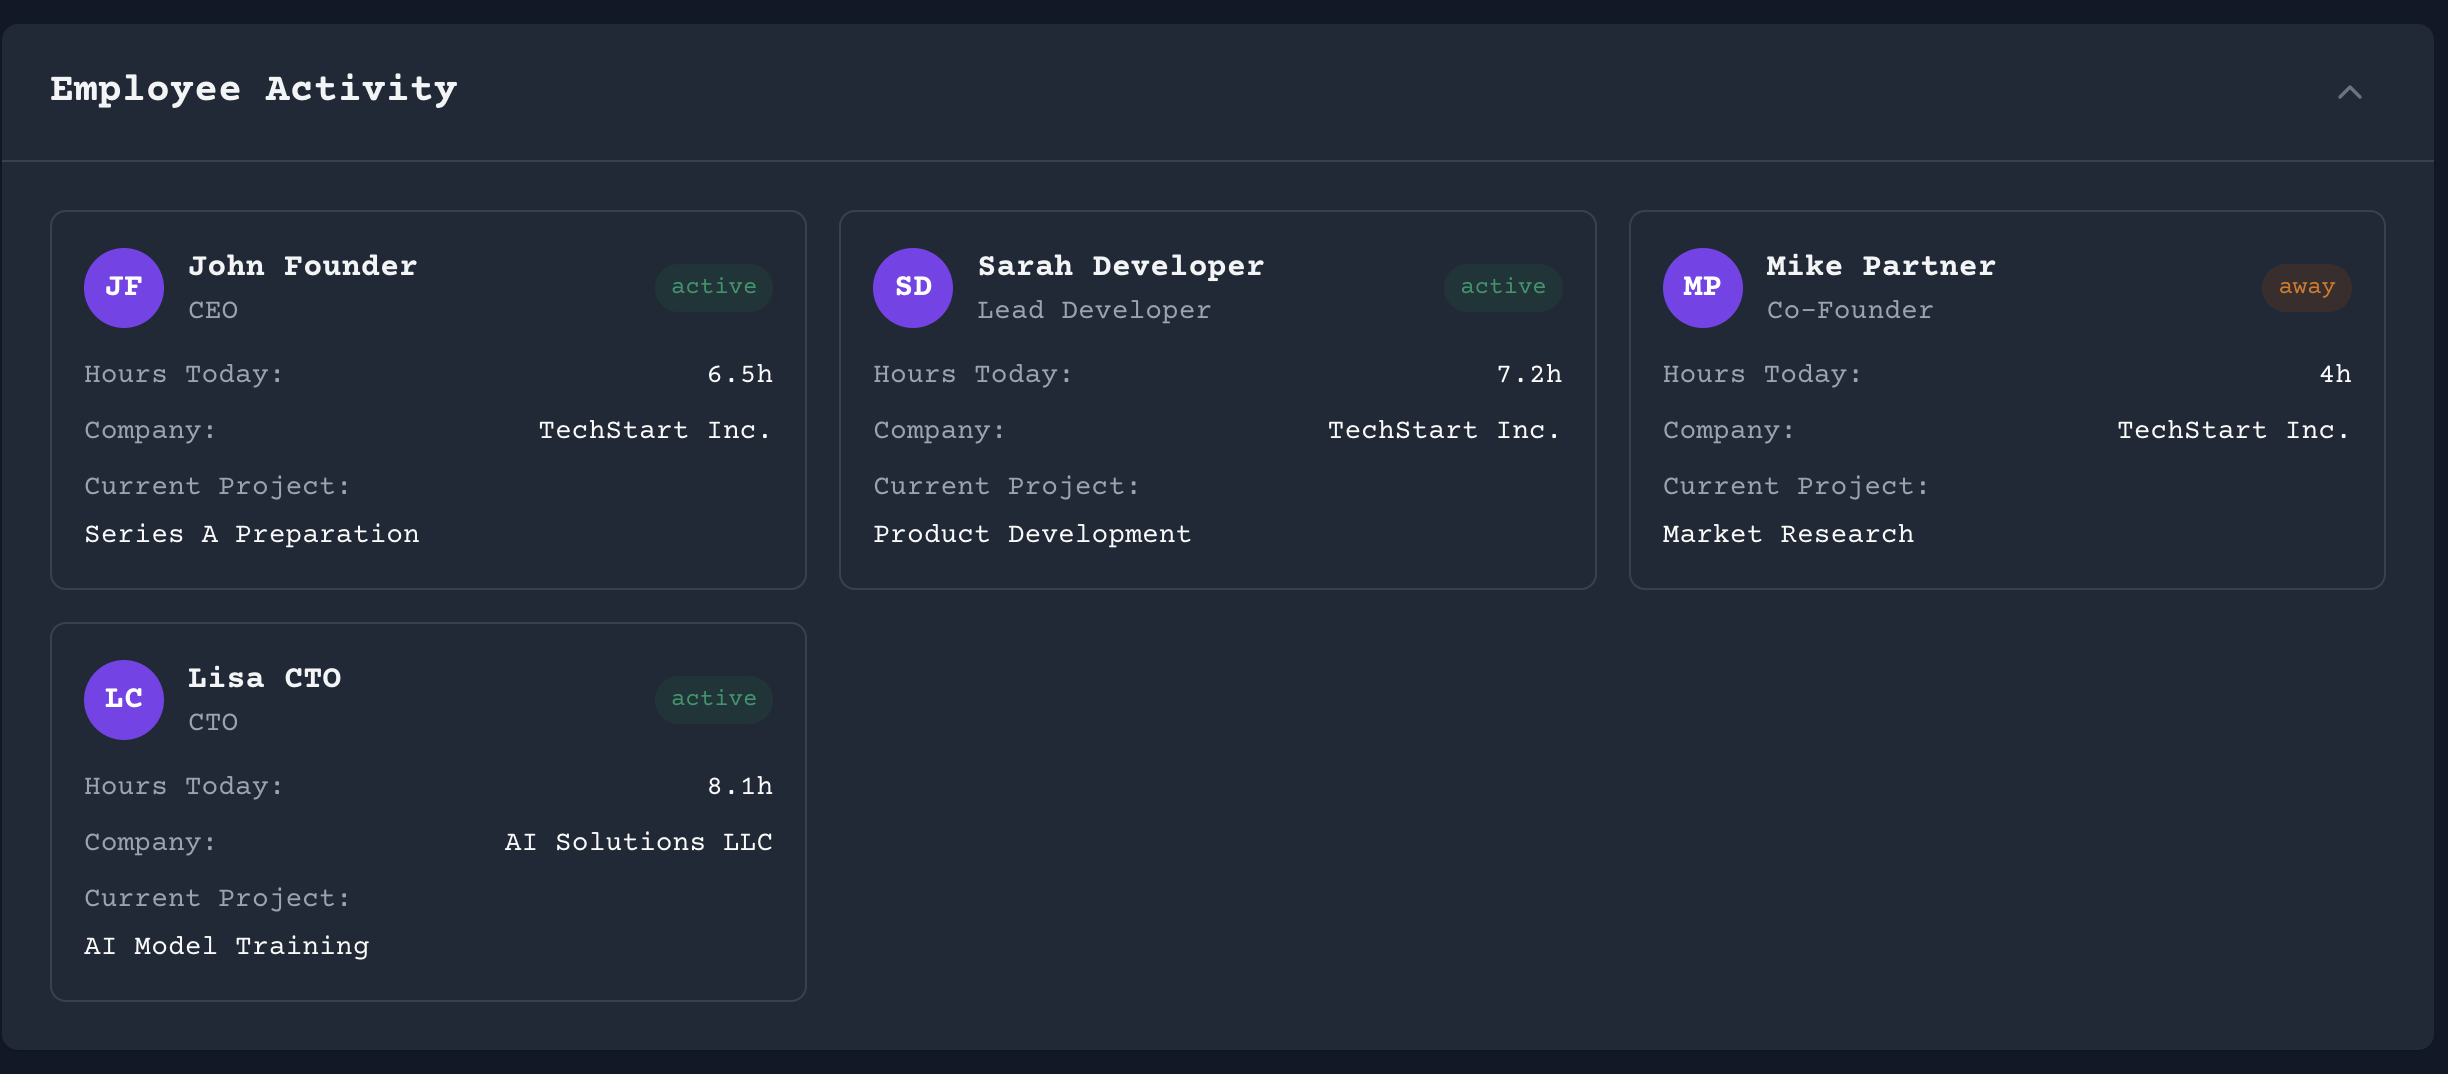 Employee Activity
JF
John Founder
CEO
active
Hours Today: 6.5h
Company: TechStart Inc.
Current Project:
Series A Preparation
SD
Sarah Developer
Lead Developer
active
Hours Today: 7.2h
Company: TechStart Inc.
Current Project:
Product Development
MP
Mike Partner
Co-Founder
away
Hours Today: 4h
Company: TechStart Inc.
Current Project:
Market Research
LC
Lisa CTO
CTO
active
Hours Today: 8.1h
Company: AI Solutions LLC
Current Project:
AI Model Training